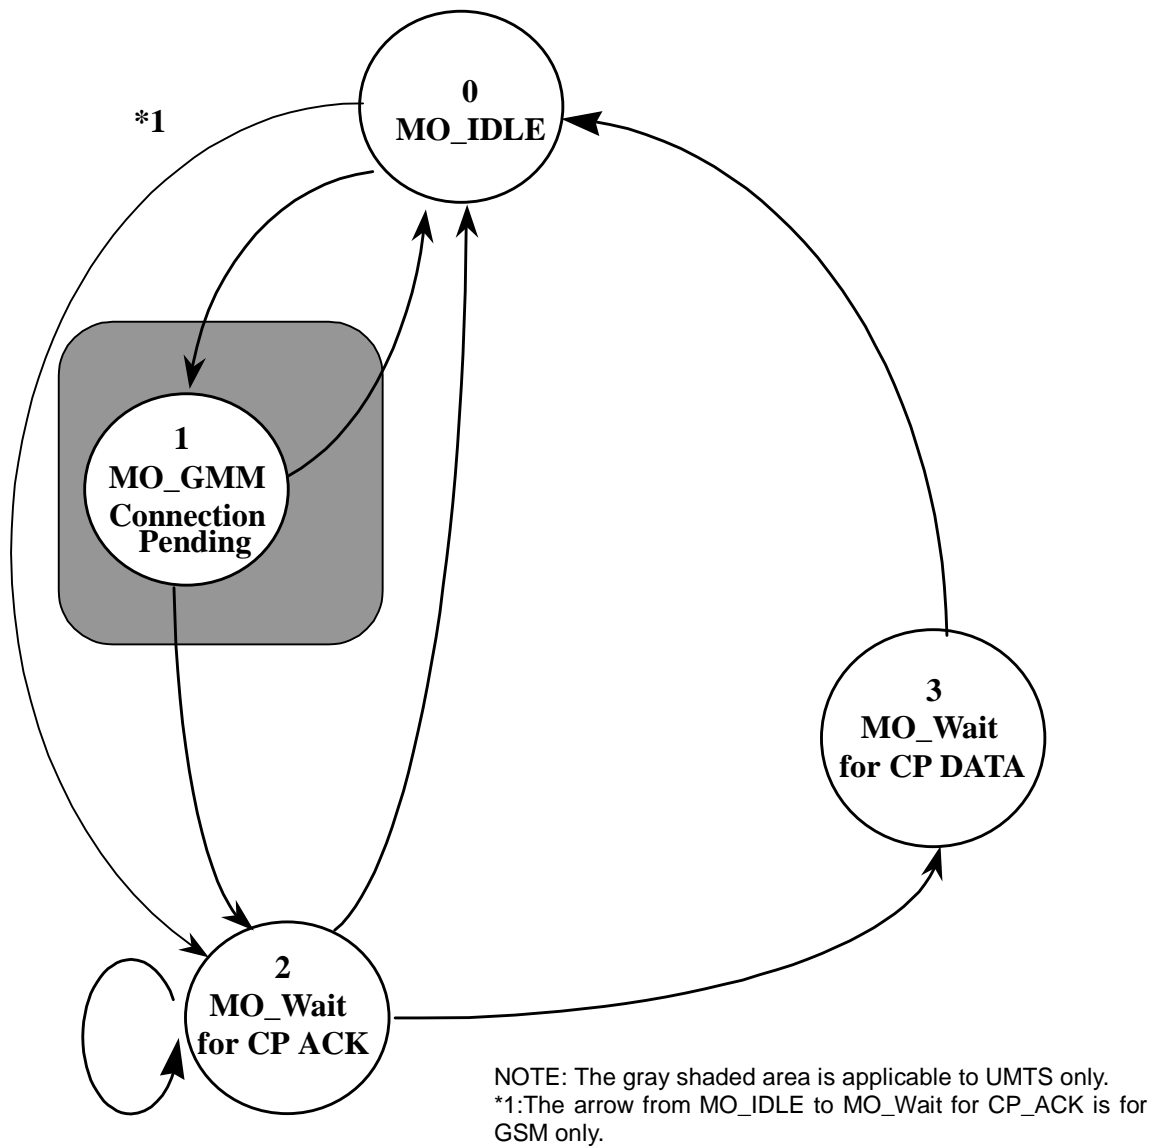 *1
0
MO_IDLE
1
MO_GMM
Connection
Pending
3
MO_Wait
for CP DATA
2
MO_Wait
for CP ACK
NOTE: The gray shaded area is applicable to UMTS only.
*1:The arrow from MO_IDLE to MO_Wait for CP_ACK is for
GSM only.